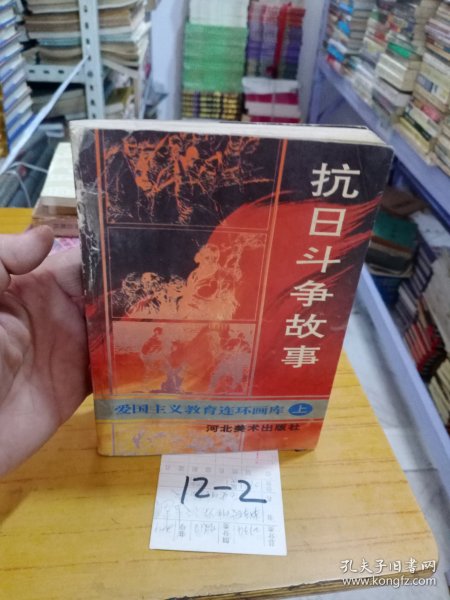 抗日斗争故事
爱国主义教育连环画库 上
河北美术出版社
12-2
孔夫子旧书网
www.kongfz.com